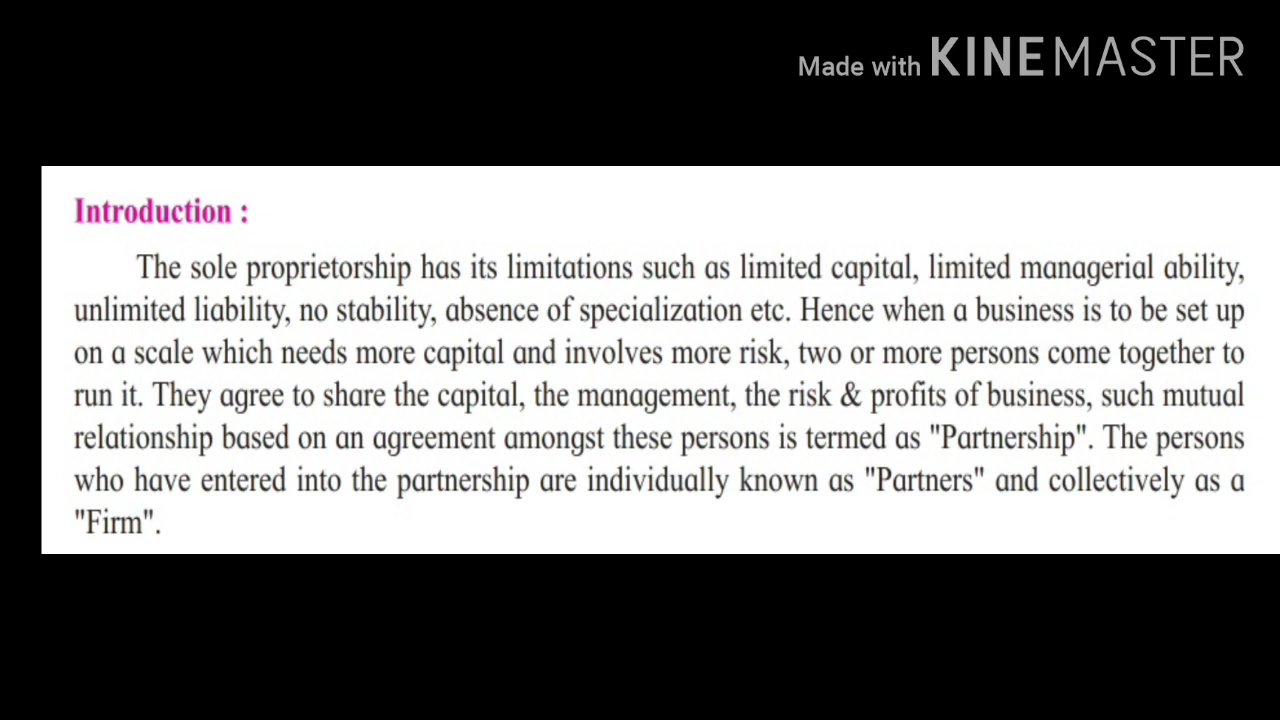 Made with KINEMASTER
Introduction :
The sole proprietorship has its limitations such as limited capital, limited managerial ability,
unlimited liability, no stability, absence of specialization etc. Hence when a business is to be set up
on a scale which needs more capital and involves more risk, two or more persons come together to
run it. They agree to share the capital, the management, the risk & profits of business, such mutual
relationship based on an agreement amongst these persons is termed as "Partnership". The persons
who have entered into the partnership are individually known as "Partners" and collectively as a
"Firm".